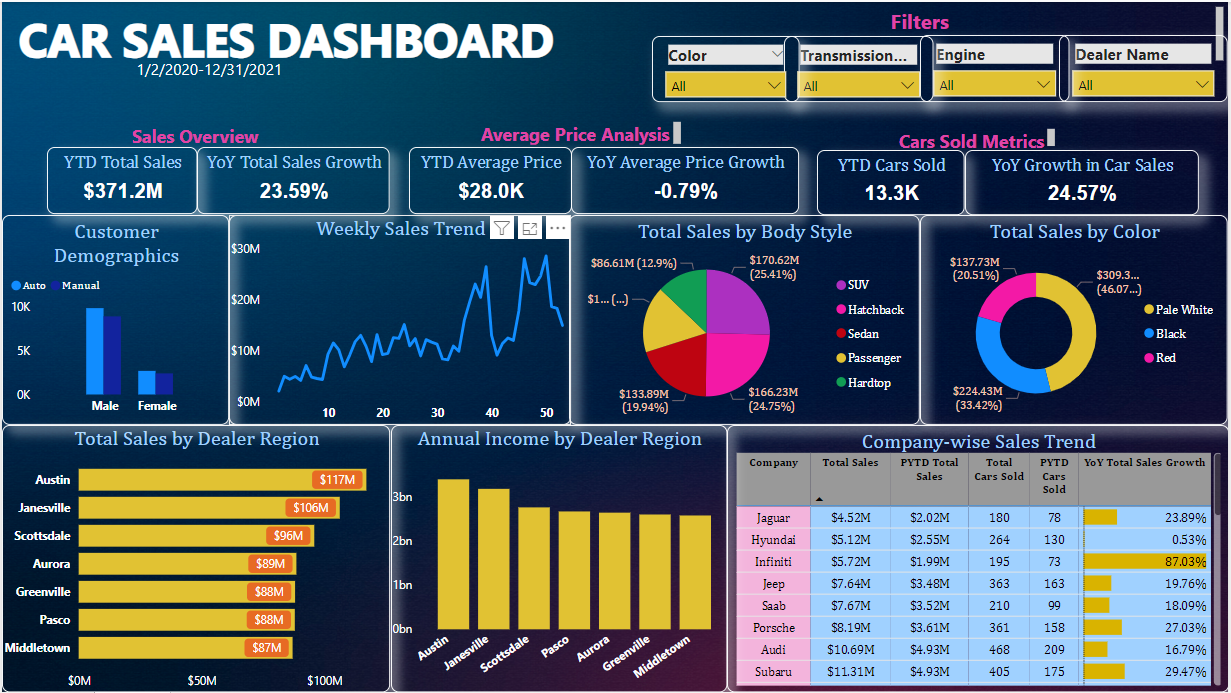 CAR SALES DASHBOARD
1/2/2020-12/31/2021
Filters
Color
All
Transmission...
All
Engine
All
Dealer Name
All
Sales Overview
YTD Total Sales
$371.2M
YoY Total Sales Growth
23.59%
Average Price Analysis
YTD Average Price
$28.0K
YoY Average Price Growth
-0.79%
Cars Sold Metrics
YTD Cars Sold
13.3K
YoY Growth in Car Sales
24.57%
Customer
Demographics
Auto Manual
10K
5K
0K
Male Female
Weekly Sales Trend
$30M
$20M
$10M
$0M
10 20 30 40 50
Total Sales by Body Style
$86.61M (12.9%)
$170.62M
(25.41%)
$1... (...)
$133.89M
(19.94%)
$166.23M
(24.75%)
SUV
Hatchback
Sedan
Passenger
Hardtop
Total Sales by Color
$137.73M
(20.51%)
$309.3...
(46.07...)
$224.43M
(33.42%)
Pale White
Black
Red
Total Sales by Dealer Region
Austin $117M
Janesville $106M
Scottsdale $96M
Aurora $89M
Greenville $88M
Pasco $88M
Middletown $87M
$0M $50M $100M
Annual Income by Dealer Region
3bn
2bn
1bn
0bn
Austin Janesville Scottsdale Pasco Aurora Greenville Middletown
Company-wise Sales Trend
Company Total Sales PYTD Total Sales Total Cars Sold PYTD Cars Sold YoY Total Sales Growth
Jaguar $4.52M $2.02M 180 78 23.89%
Hyundai $5.12M $2.55M 264 130 0.53%
Infiniti $5.72M $1.99M 195 73 87.03%
Jeep $7.64M $3.48M 363 163 19.76%
Saab $7.67M $3.52M 210 99 18.09%
Porsche $8.19M $3.61M 361 158 27.03%
Audi $10.69M $4.93M 468 209 16.79%
Subaru $11.31M $4.93M 405 175 29.47%